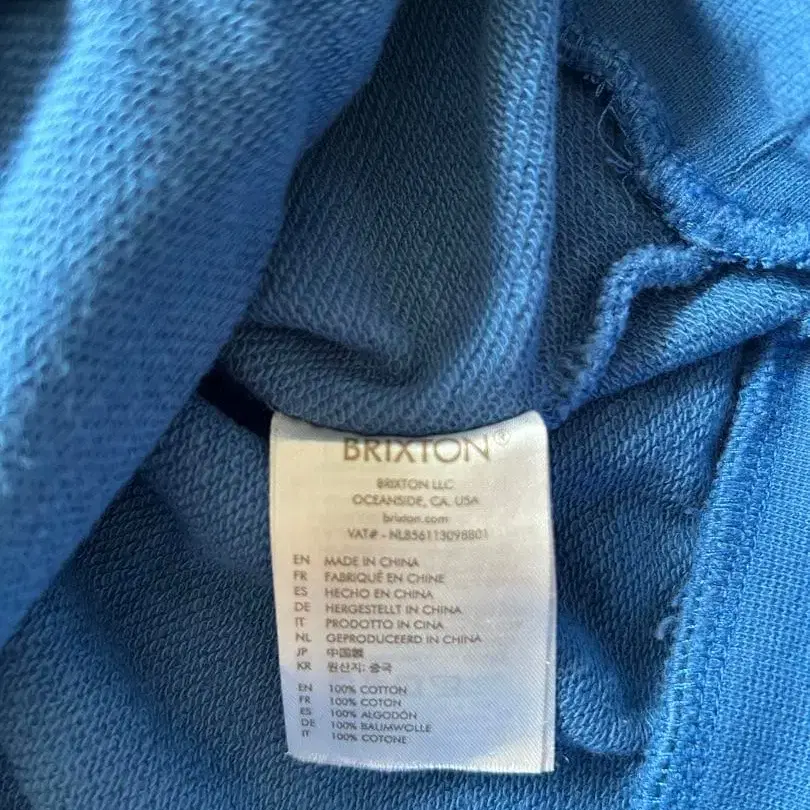 BRIXTON®
BRIXTON LLC
OCEANSIDE, CA. USA
brixton.com
VAT# - NL856113098B01
EN MADE IN CHINA
FR FABRIQUÉ EN CHINE
ES HECHO EN CHINA
DE HERGESTELLT IN CHINA
IT PRODOTTO IN CINA
NL GEPRODUCEERD IN CHINA
JP 中国製
KR 원산지: 중국
EN 100% COTTON
FR 100% COTON
ES 100% ALGODÓN
DE 100% BAUMWOLLE
IT 100% COTONE